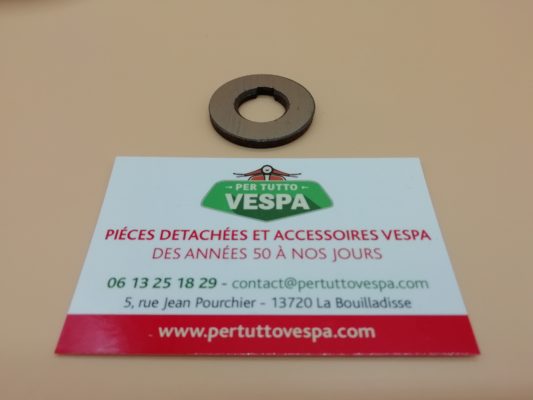 PER TUTTO
VESPA
PIÉCES DETACHÉES ET ACCESSOIRES VESPA
DES ANNÉES 50 À NOS JOURS
06 13 25 18 29 - contact@pertuttovespa.com
5, rue Jean Pourchier - 13720 La Bouilladisse
www.pertuttovespa.com